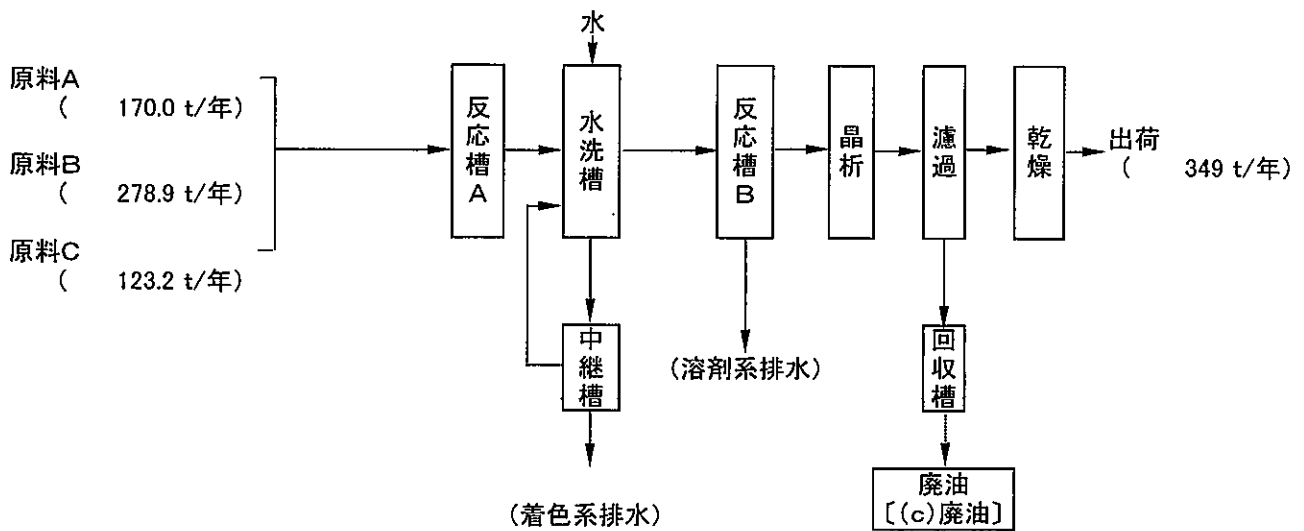 水
原料A
( 170.0 t/年)
原料B
( 278.9 t/年)
原料C
( 123.2 t/年)
反応槽A
水洗槽
反応槽B
晶析
濾過
乾燥
出荷
( 349 t/年)
中継槽
(溶剤系排水)
回収槽
(着色系排水)
廃油
〔(c)廃油〕